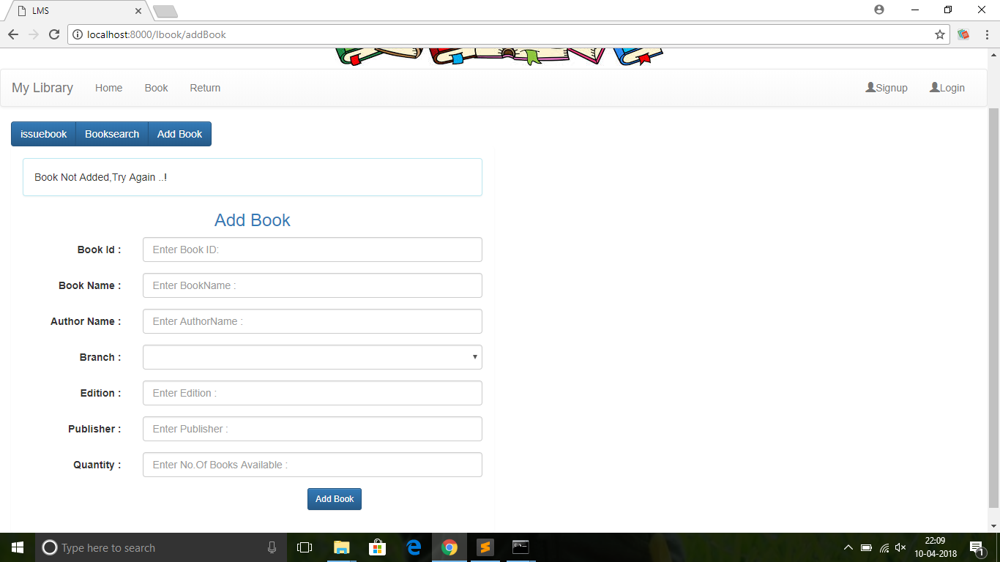 LMS
localhost:8000/lbook/addBook
My Library Home Book Return Signup Login
issuebook Booksearch Add Book
Book Not Added,Try Again ..!
Add Book
Book Id : Enter Book ID:
Book Name : Enter BookName :
Author Name : Enter AuthorName :
Branch :
Edition : Enter Edition :
Publisher : Enter Publisher :
Quantity : Enter No.Of Books Available :
Add Book
Type here to search
22:09
10-04-2018
1